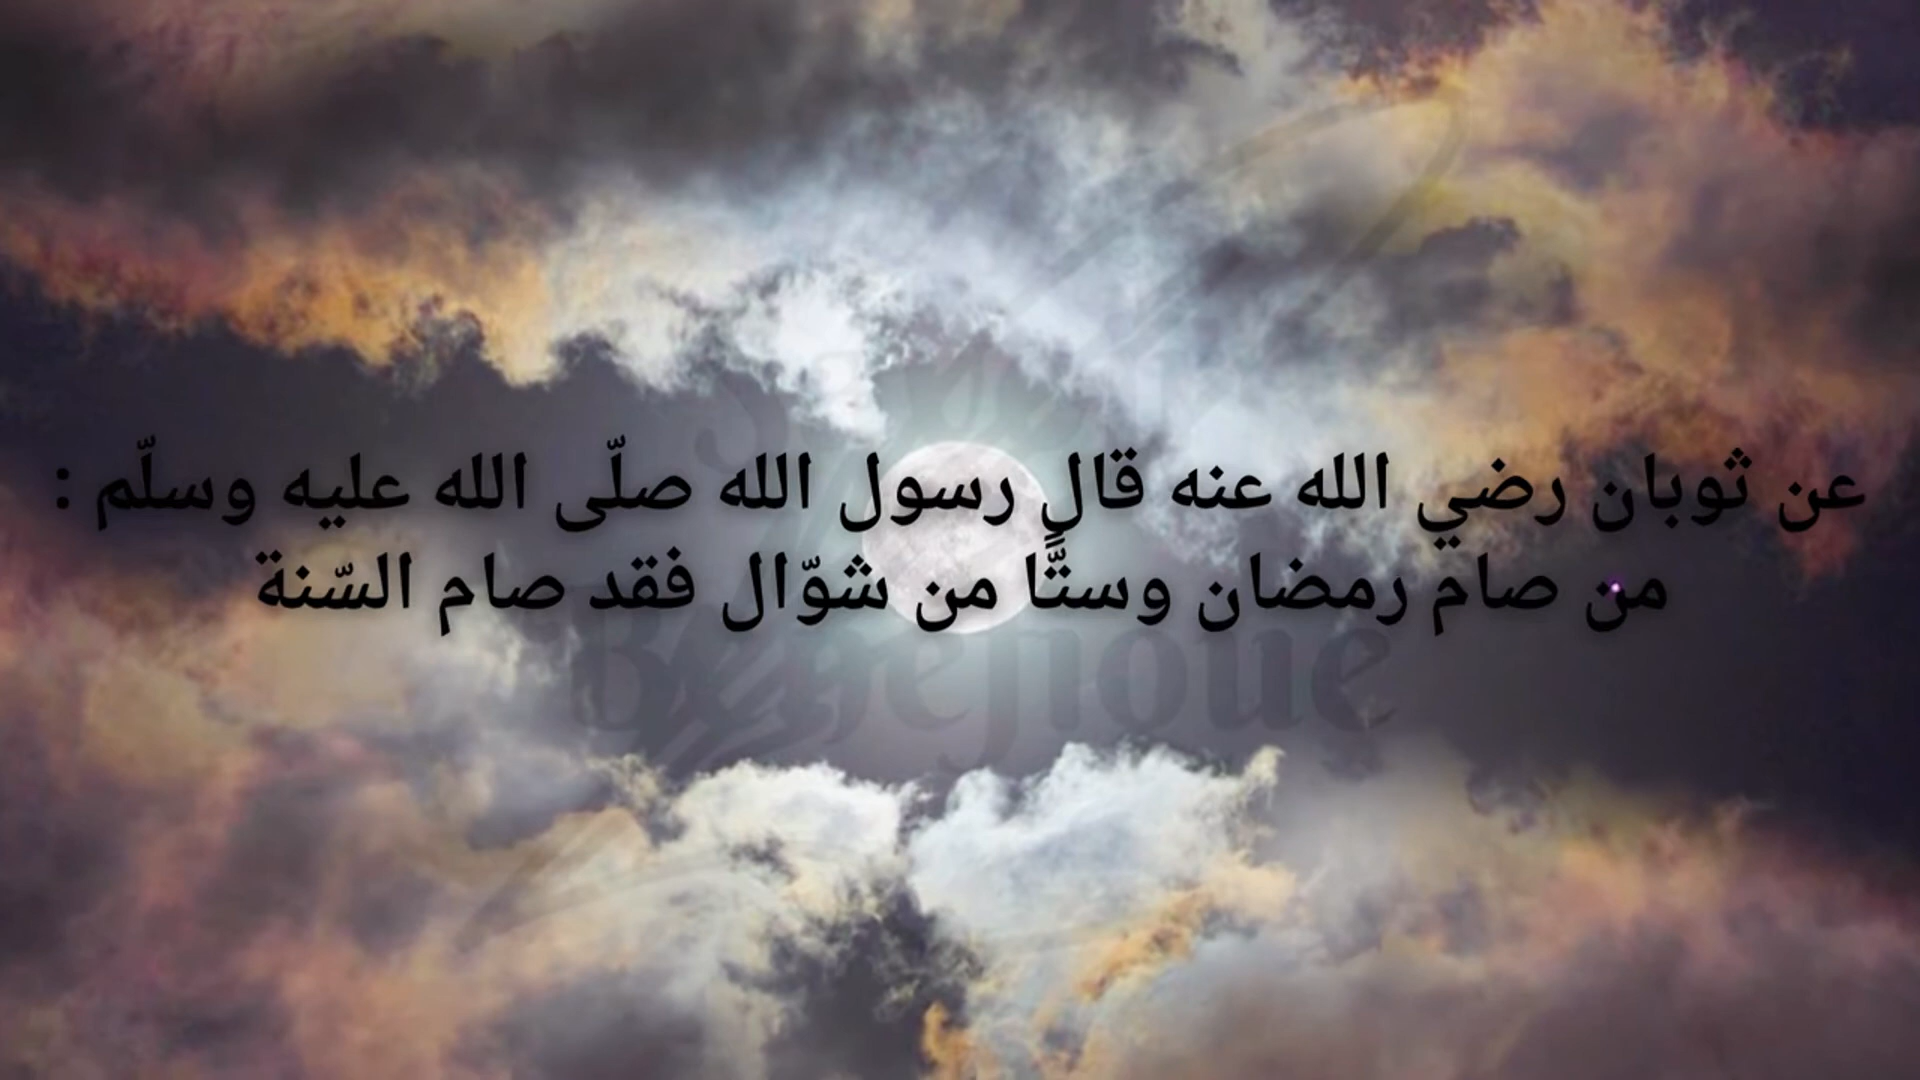 عن ثوبان رضي الله عنه قال رسول الله صلّى الله عليه وسلّم :
من صام رمضان وستًّا من شوّال فقد صام السّنة